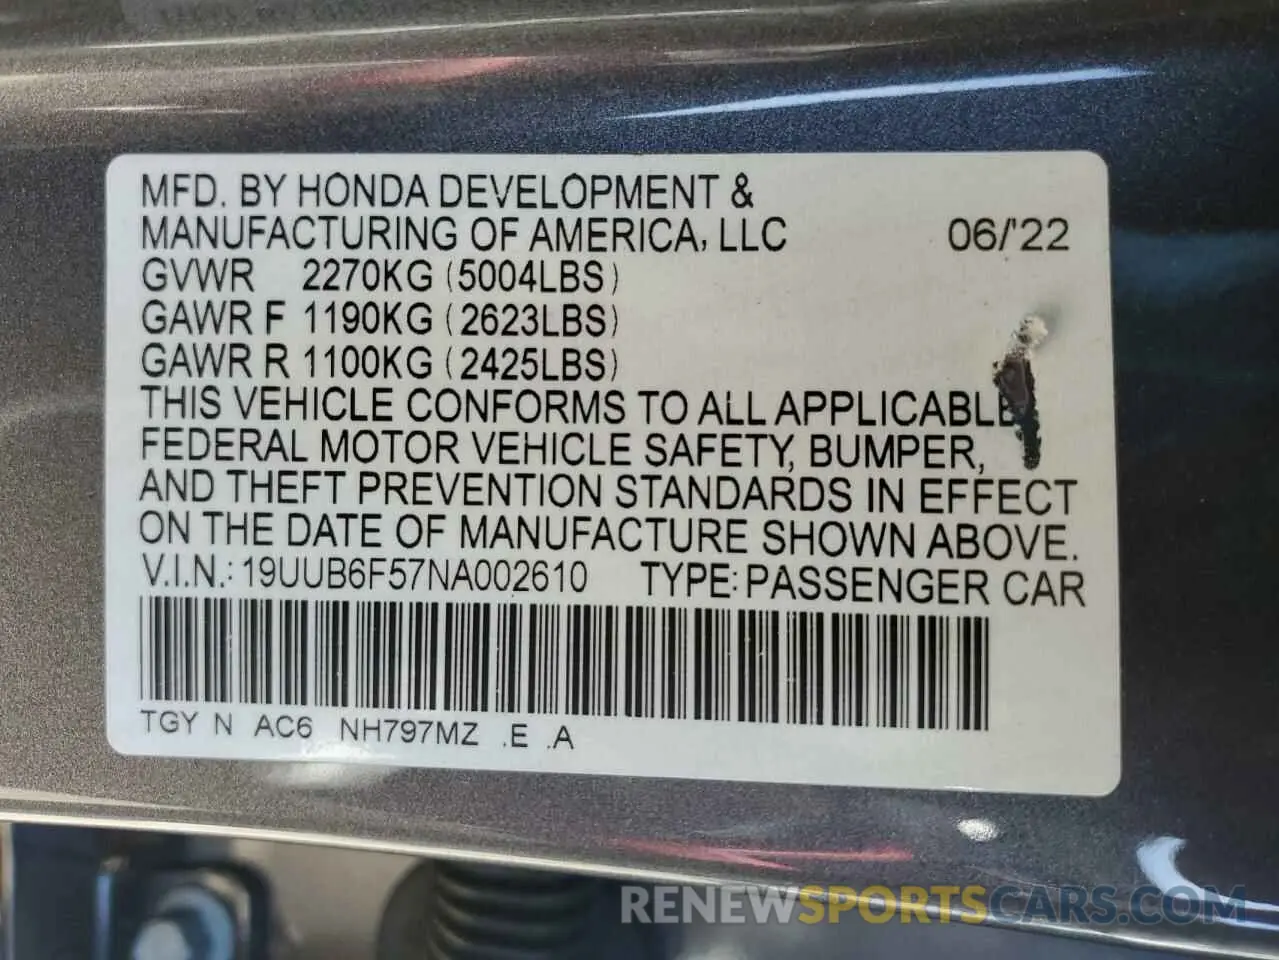 MFD. BY HONDA DEVELOPMENT &
MANUFACTURING OF AMERICA, LLC 06/'22
GVWR 2270KG (5004LBS)
GAWR F 1190KG (2623LBS)
GAWR R 1100KG (2425LBS)
THIS VEHICLE CONFORMS TO ALL APPLICABLE
FEDERAL MOTOR VEHICLE SAFETY, BUMPER,
AND THEFT PREVENTION STANDARDS IN EFFECT
ON THE DATE OF MANUFACTURE SHOWN ABOVE.
V.I.N.: 19UUB6F57NA002610 TYPE: PASSENGER CAR
TGY N AC6 NH797MZ .E .A
RENEWSPORTSCARS.COM